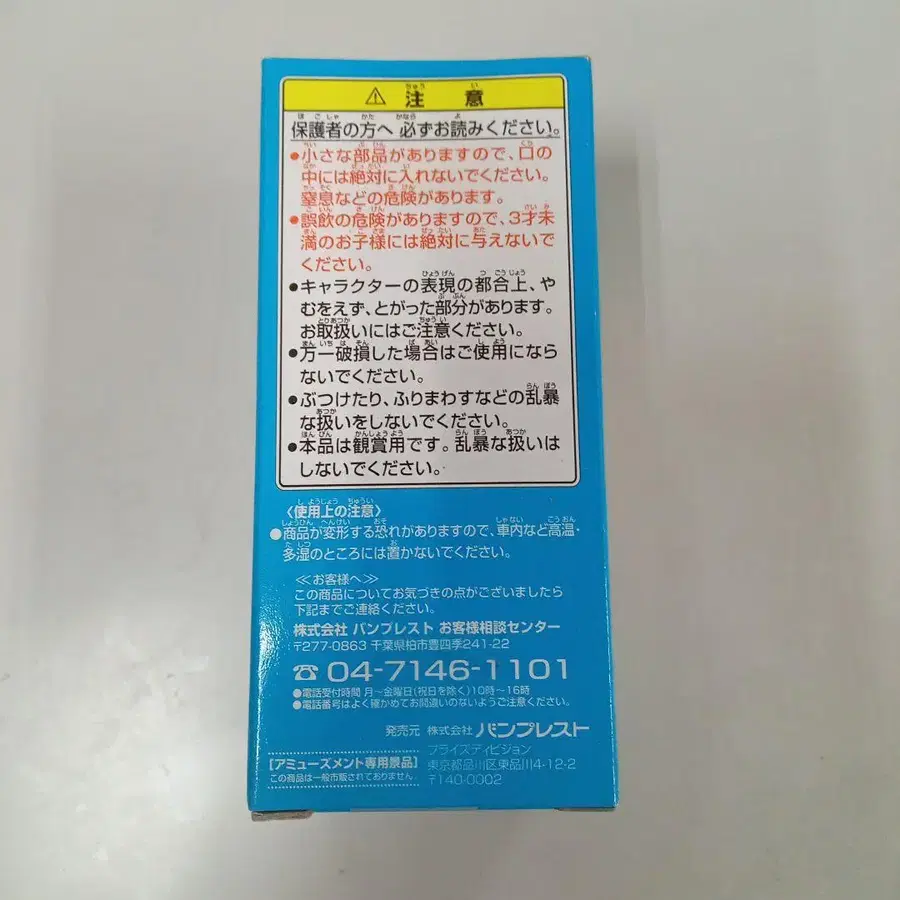 ⚠ 注意
保護者の方へ 必ずお読みください。
●小さな部品がありますので、口の
中には絶対に入れないでください。
窒息などの危険があります。
●誤飲の危険がありますので、3才未
満のお子様には絶対に与えないで
ください。
●キャラクターの表現の都合上、や
むをえず、とがった部分があります。
お取扱いにはご注意ください。
●万一破損した場合はご使用になら
ないでください。
●ぶつけたり、ふりまわすなどの乱暴
な扱いをしないでください。
●本品は観賞用です。乱暴な扱いは
しないでください。
〈使用上の注意〉
●商品が変形する恐れがありますので、車内など高温・
多湿のところには置かないでください。
≪お客様へ≫
この商品についてお気づきの点がございましたら
下記までご連絡ください。
株式会社 バンプレスト お客様相談センター
〒277-0863 千葉県柏市豊四季241-22
☎ 04-7146-1101
●電話受付時間 月〜金曜日(祝日を除く)10時〜16時
●電話番号はよく確かめてお間違いのないようご注意ください。
発売元 株式会社 バンプレスト
プライズディビジョン
東京都品川区東品川4-12-2
〒140-0002
【アミューズメント専用景品】
この商品は一般市販されておりません。